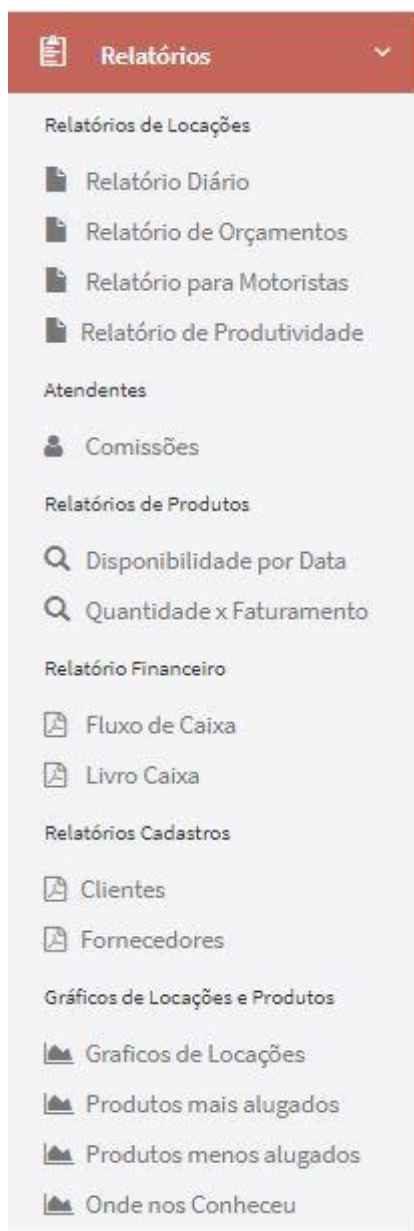 Relatórios
Relatórios de Locações
Relatório Diário
Relatório de Orçamentos
Relatório para Motoristas
Relatório de Produtividade
Atendentes
Comissões
Relatórios de Produtos
Disponibilidade por Data
Quantidade x Faturamento
Relatório Financeiro
Fluxo de Caixa
Livro Caixa
Relatórios Cadastros
Clientes
Fornecedores
Gráficos de Locações e Produtos
Graficos de Locações
Produtos mais alugados
Produtos menos alugados
Onde nos Conheceu